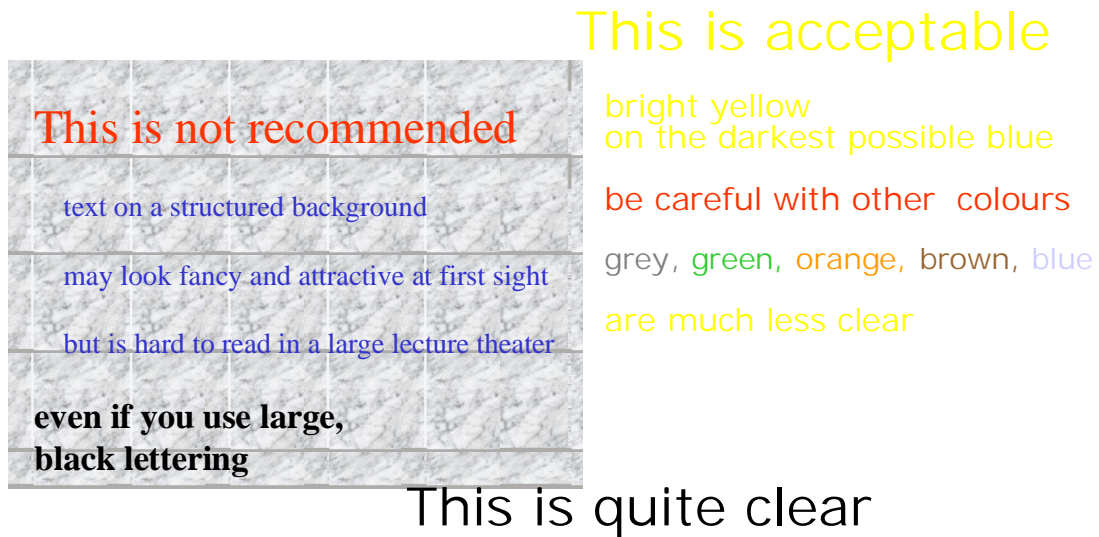 This is acceptable
This is not recommended
text on a structured background
may look fancy and attractive at first sight
but is hard to read in a large lecture theater
even if you use large,
black lettering
bright yellow
on the darkest possible blue
be careful with other colours
grey, green, orange, brown, blue
are much less clear
This is quite clear